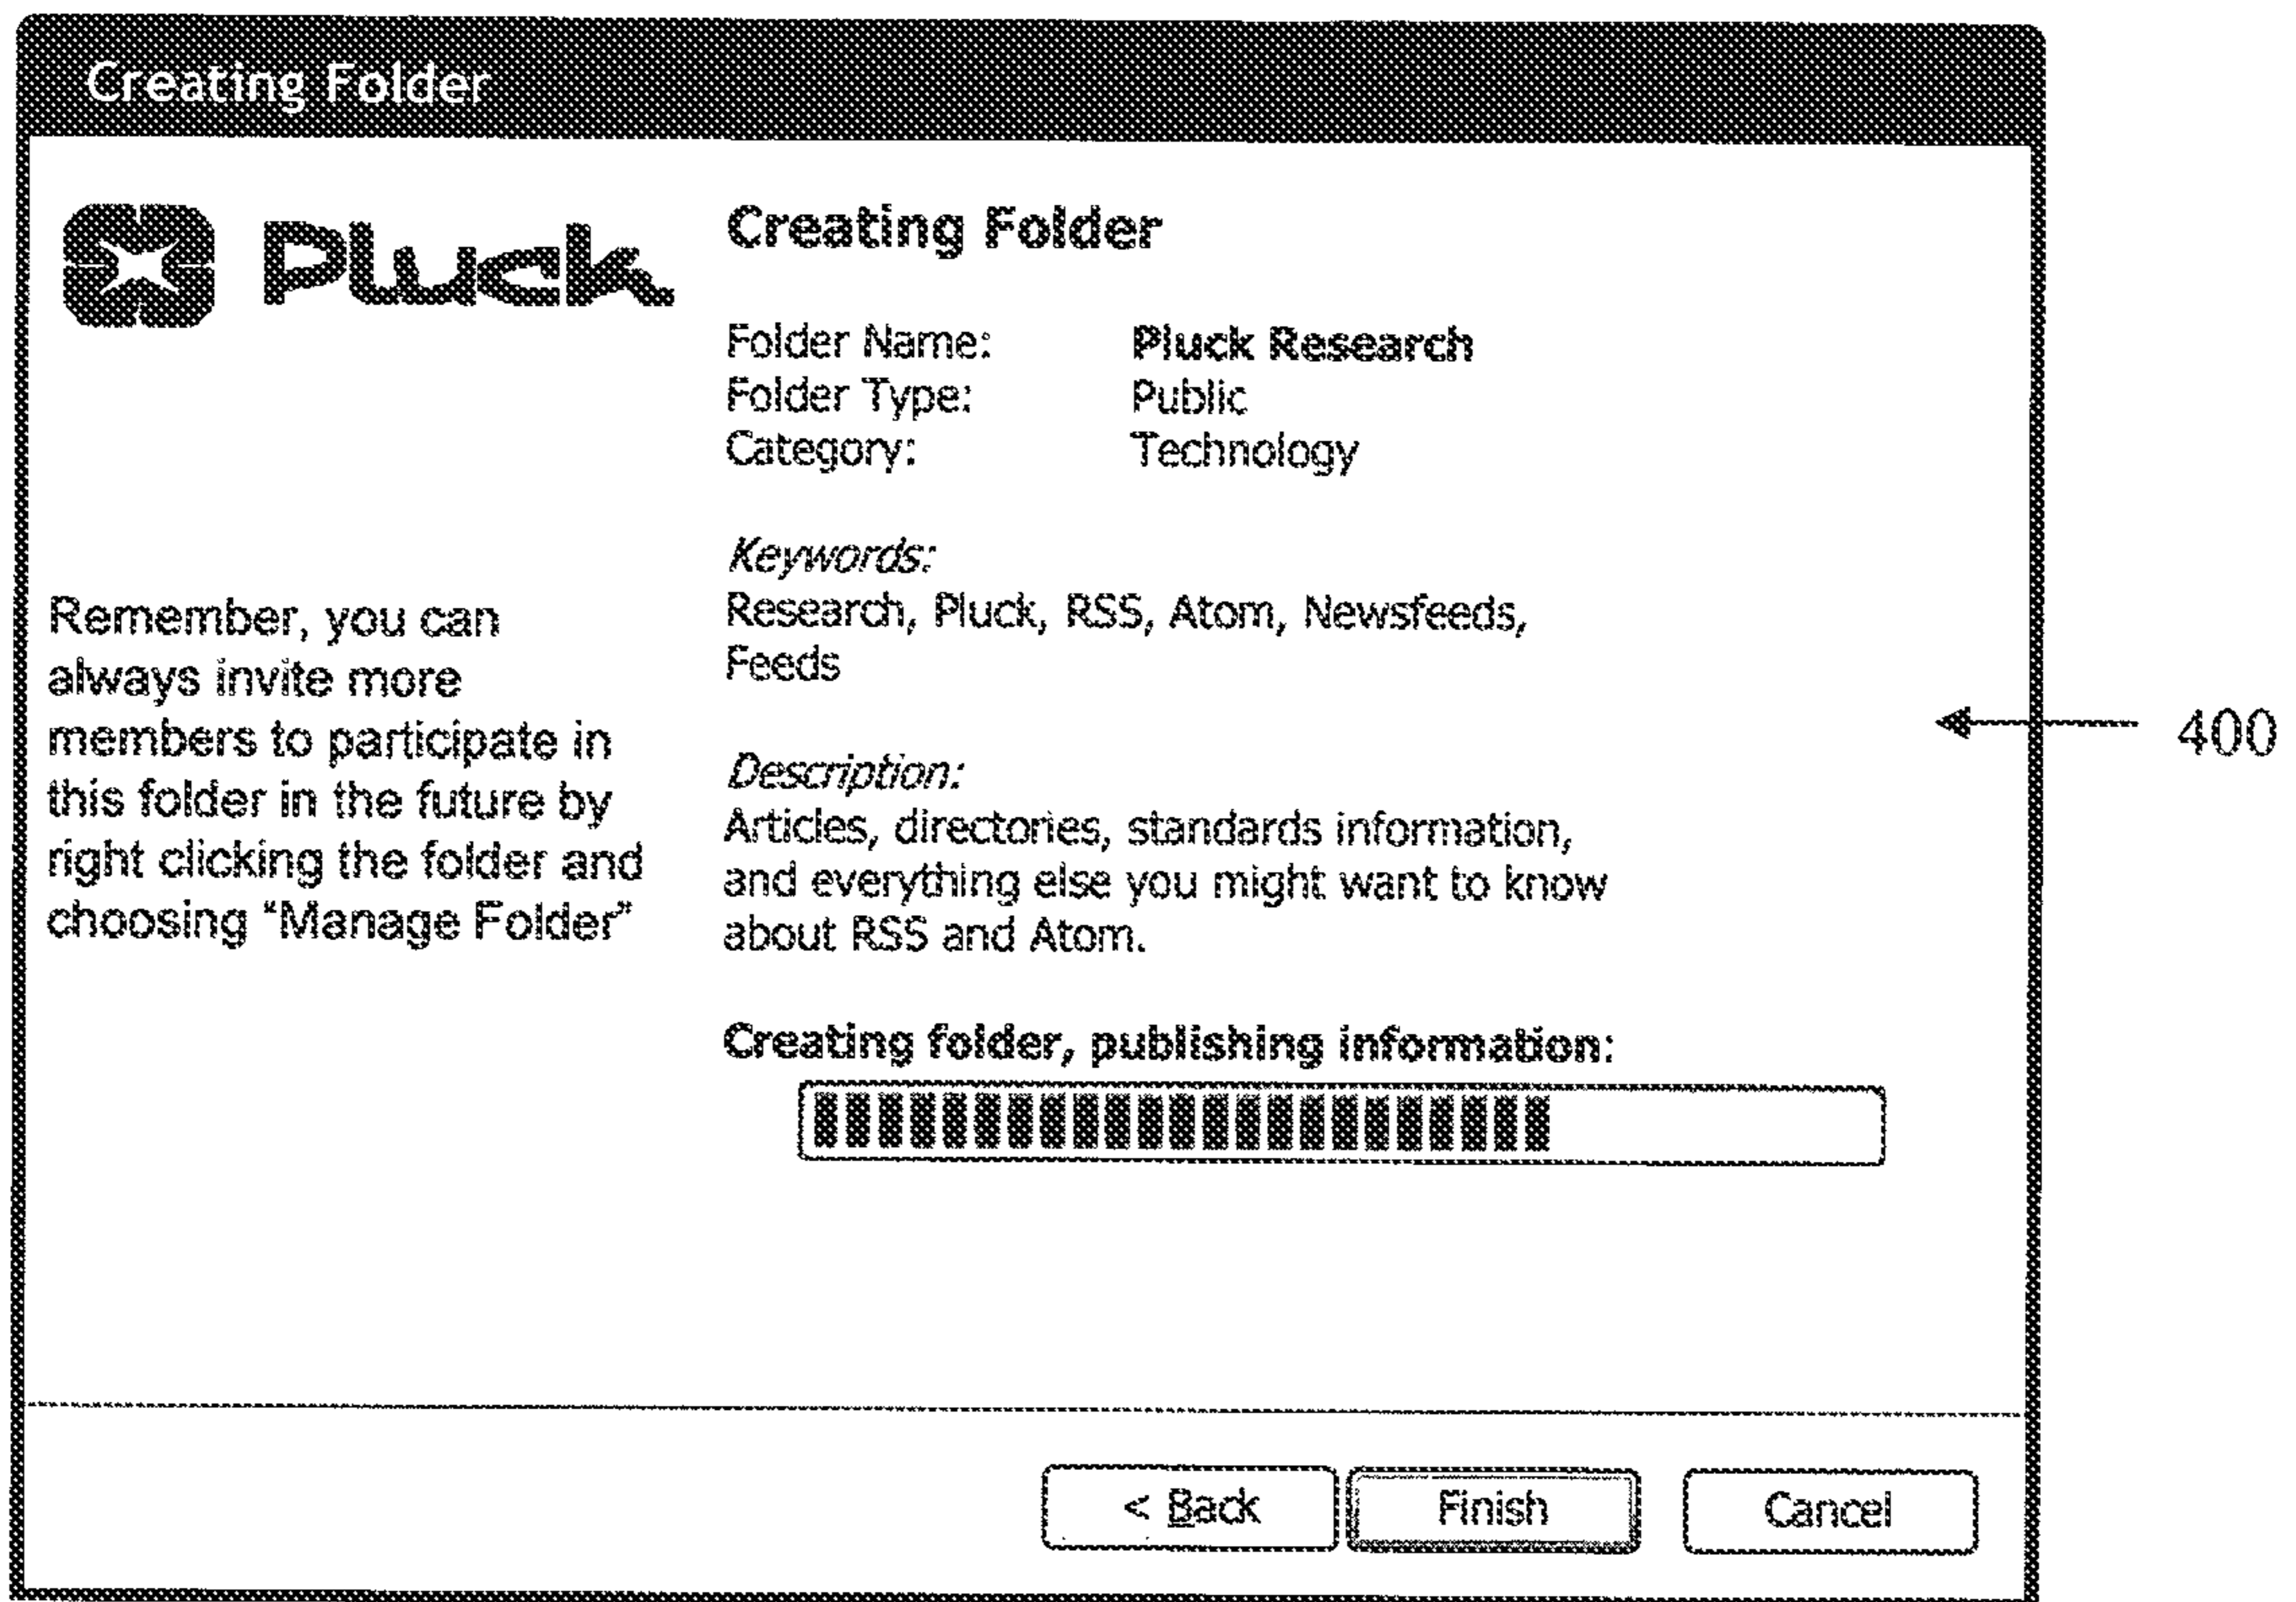 Creating Folder
Pluck
Creating Folder
Folder Name: Pluck Research
Folder Type: Public
Category: Technology
Keywords:
Research, Pluck, RSS, Atom, Newsfeeds,
Feeds
Remember, you can
always invite more
members to participate in
this folder in the future by
right clicking the folder and
choosing "Manage Folder"
Description:
Articles, directories, standards information,
and everything else you might want to know
about RSS and Atom.
Creating folder, publishing information:
400
< Back
Finish
Cancel